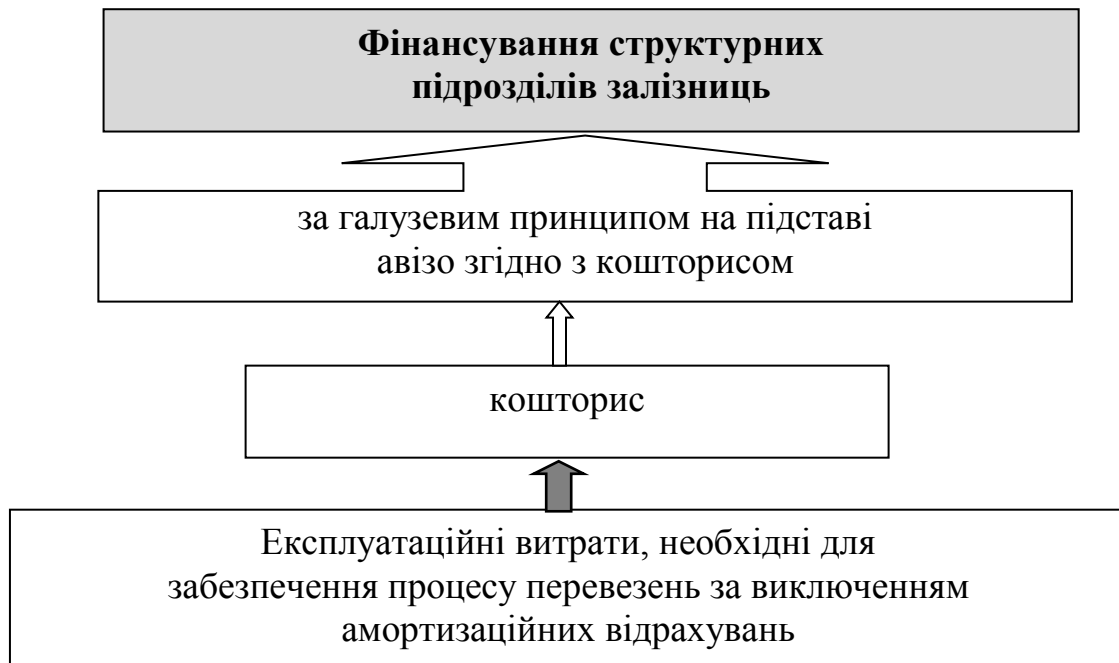 Фінансування структурних
підрозділів залізниць
за галузевим принципом на підставі
авізо згідно з кошторисом
кошторис
Експлуатаційні витрати, необхідні для
забезпечення процесу перевезень за виключенням
амортизаційних відрахувань